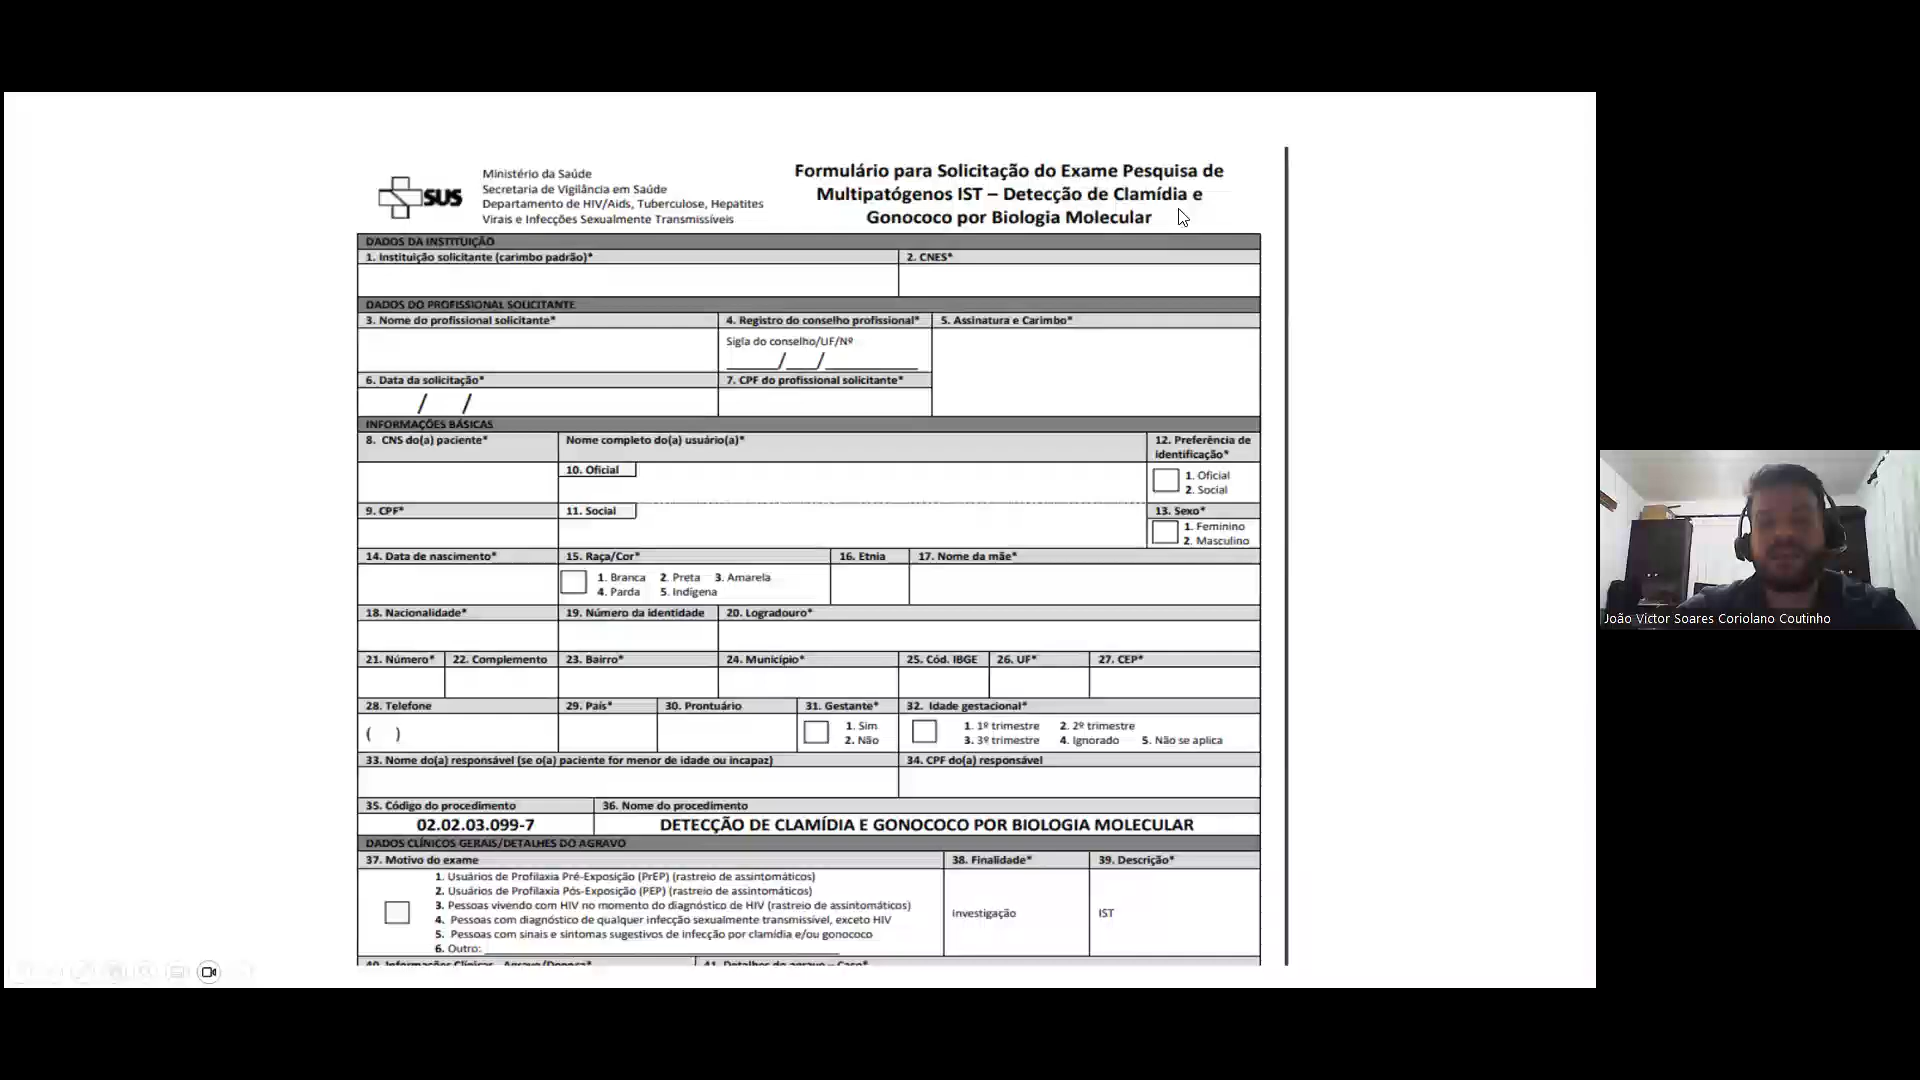 SUS
Ministério da Saúde
Secretaria de Vigilância em Saúde
Departamento de HIV/Aids, Tuberculose, Hepatites
Virais e Infecções Sexualmente Transmissíveis
Formulário para Solicitação do Exame Pesquisa de
Multipatógenos IST – Detecção de Clamídia e
Gonococo por Biologia Molecular
DADOS DA INSTITUIÇÃO
1. Instituição solicitante (carimbo padrão)* 2. CNES*
DADOS DO PROFISSIONAL SOLICITANTE
3. Nome do profissional solicitante* 4. Registro do conselho profissional* 5. Assinatura e Carimbo*
Sigla do conselho/UF/Nº
______/____/__________
6. Data da solicitação* 7. CPF do profissional solicitante*
/ /
INFORMAÇÕES BÁSICAS
8. CNS do(a) paciente* Nome completo do(a) usuário(a)* 12. Preferência de
identificação*
10. Oficial 1. Oficial
2. Social
9. CPF* 11. Social 13. Sexo*
1. Feminino
2. Masculino
14. Data de nascimento* 15. Raça/Cor* 16. Etnia 17. Nome da mãe*
1. Branca 2. Preta 3. Amarela
4. Parda 5. Indígena
18. Nacionalidade* 19. Número da identidade 20. Logradouro*
21. Número* 22. Complemento 23. Bairro* 24. Município* 25. Cód. IBGE 26. UF* 27. CEP*
28. Telefone 29. País* 30. Prontuário 31. Gestante* 32. Idade gestacional*
( ) 1. Sim 1. 1º trimestre 2. 2º trimestre
2. Não 3. 3º trimestre 4. Ignorado 5. Não se aplica
33. Nome do(a) responsável (se o(a) paciente for menor de idade ou incapaz) 34. CPF do(a) responsável
35. Código do procedimento 36. Nome do procedimento
02.02.03.099-7 DETECÇÃO DE CLAMÍDIA E GONOCOCO POR BIOLOGIA MOLECULAR
DADOS CLÍNICOS GERAIS/DETALHES DO AGRAVO
37. Motivo do exame 38. Finalidade* 39. Descrição*
1. Usuários de Profilaxia Pré-Exposição (PrEP) (rastreio de assintomáticos)
2. Usuários de Profilaxia Pós-Exposição (PEP) (rastreio de assintomáticos)
3. Pessoas vivendo com HIV no momento do diagnóstico de HIV (rastreio de assintomáticos)
4. Pessoas com diagnóstico de qualquer infecção sexualmente transmissível, exceto HIV
5. Pessoas com sinais e sintomas sugestivos de infecção por clamídia e/ou gonococo
6. Outro:
Investigação IST
40. Informações Clínicas - Agravo/Doença* 41. Detalhes do agravo – Caso*
João Victor Soares Coriolano Coutinho